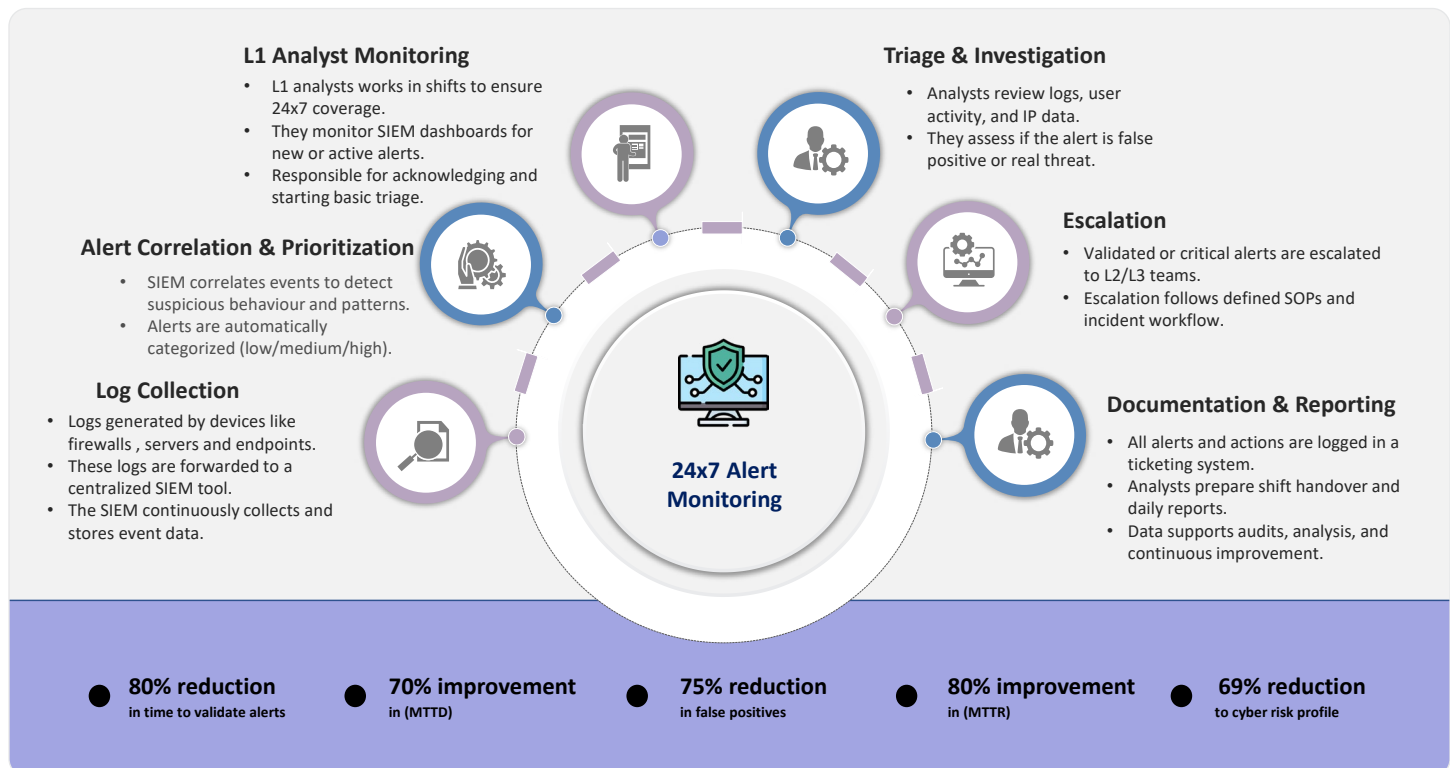 L1 Analyst Monitoring
• L1 analysts works in shifts to ensure
24x7 coverage.
• They monitor SIEM dashboards for
new or active alerts.
• Responsible for acknowledging and
starting basic triage.
Triage & Investigation
• Analysts review logs, user
activity, and IP data.
• They assess if the alert is false
positive or real threat.
Alert Correlation & Prioritization
• SIEM correlates events to detect
suspicious behaviour and patterns.
• Alerts are automatically
categorized (low/medium/high).
Escalation
• Validated or critical alerts are escalated
to L2/L3 teams.
• Escalation follows defined SOPs and
incident workflow.
Log Collection
• Logs generated by devices like
firewalls , servers and endpoints.
• These logs are forwarded to a
centralized SIEM tool.
• The SIEM continuously collects and
stores event data.
24x7 Alert
Monitoring
Documentation & Reporting
• All alerts and actions are logged in a
ticketing system.
• Analysts prepare shift handover and
daily reports.
• Data supports audits, analysis, and
continuous improvement.
80% reduction
in time to validate alerts
70% improvement
in (MTTD)
75% reduction
in false positives
80% improvement
in (MTTR)
69% reduction
to cyber risk profile